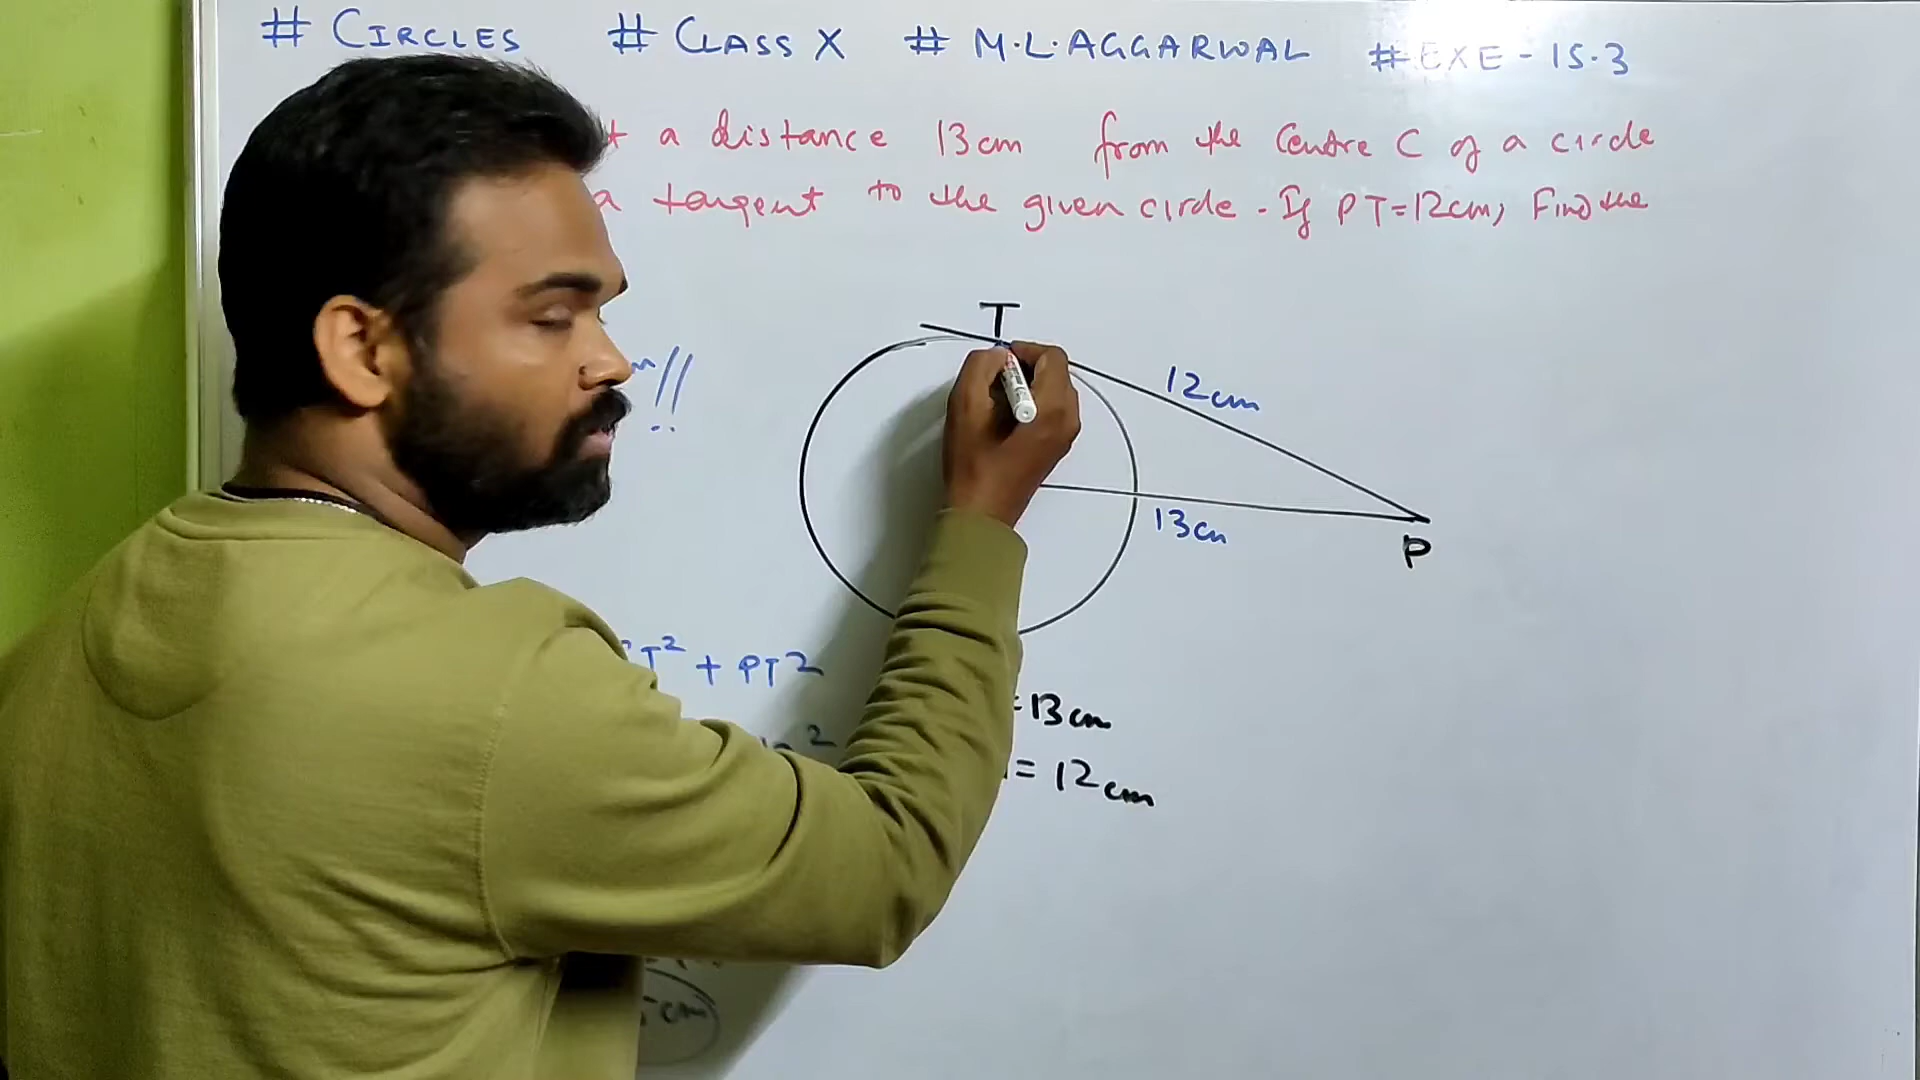 # CIRCLES # CLASS X # M.L.AGGARWAL # EXE - 15.3
a distance 13cm from the Centre C of a circle
a tangent to the given circle. If PT=12cm, Find the
T
!!
12cm
13cm
P
T² + PT²
= 13cm
= 12cm
cm